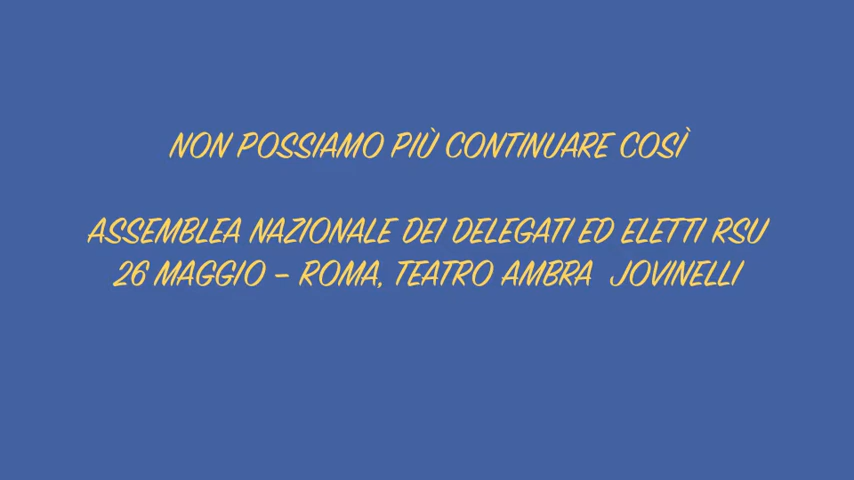 NON POSSIAMO PIÙ CONTINUARE COSÌ
ASSEMBLEA NAZIONALE DEI DELEGATI ED ELETTI RSU
26 MAGGIO – ROMA, TEATRO AMBRA JOVINELLI